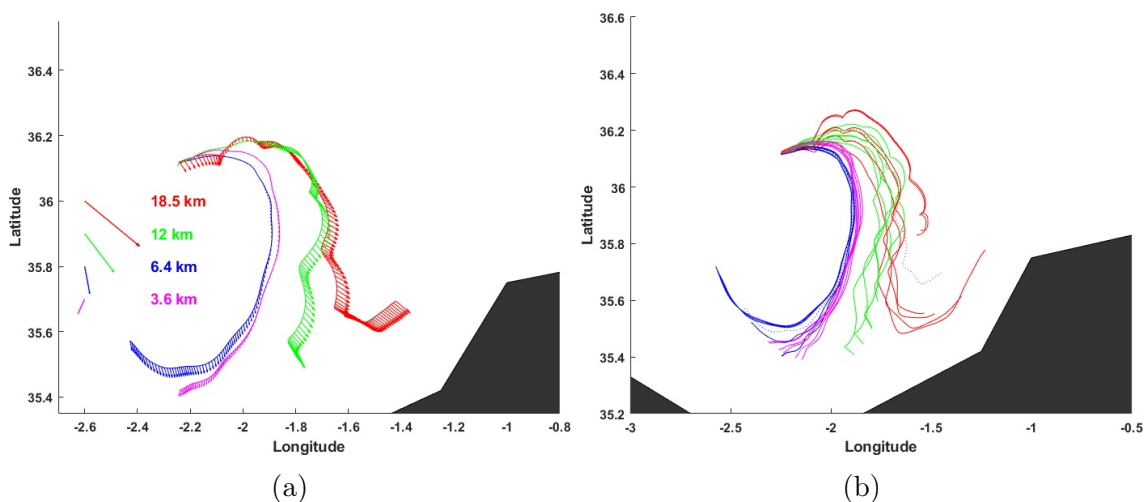 36.4
36.2
36
35.8
35.6
35.4
Latitude
18.5 km
12 km
6.4 km
3.6 km
-2.6 -2.4 -2.2 -2 -1.8 -1.6 -1.4 -1.2 -1 -0.8
Longitude
(a)
36.6
36.4
36.2
36
35.8
35.6
35.4
35.2
Latitude
-3 -2.5 -2 -1.5 -1 -0.5
Longitude
(b)